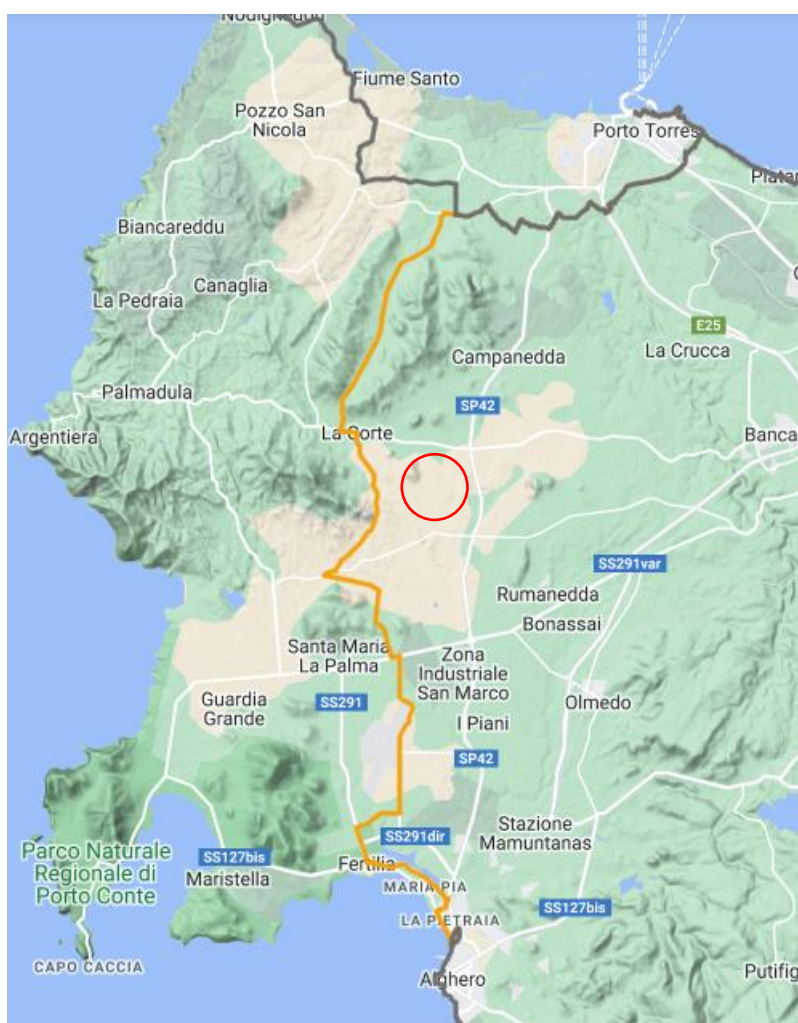 Fiume Santo
Pozzo San
Nicola
Porto Torres
Biancareddu
Canaglia
La Pedraia
E25
Campanedda
La Crucca
Palmadula
SP42
Argentiera
La Corte
Banca
SS291var
Rumanedda
Bonassai
Santa Maria
La Palma
Zona
Industriale
San Marco
SS291
Guardia
Grande
Olmedo
I Piani
SP42
Stazione
Mamuntanas
SS291dir
Parco Naturale
Regionale di
Porto Conte
SS127bis
Maristella
Fertilia
MARIA PIA
SS127bis
LA PIETRAIA
CAPO CACCIA
Alghero
Putifig